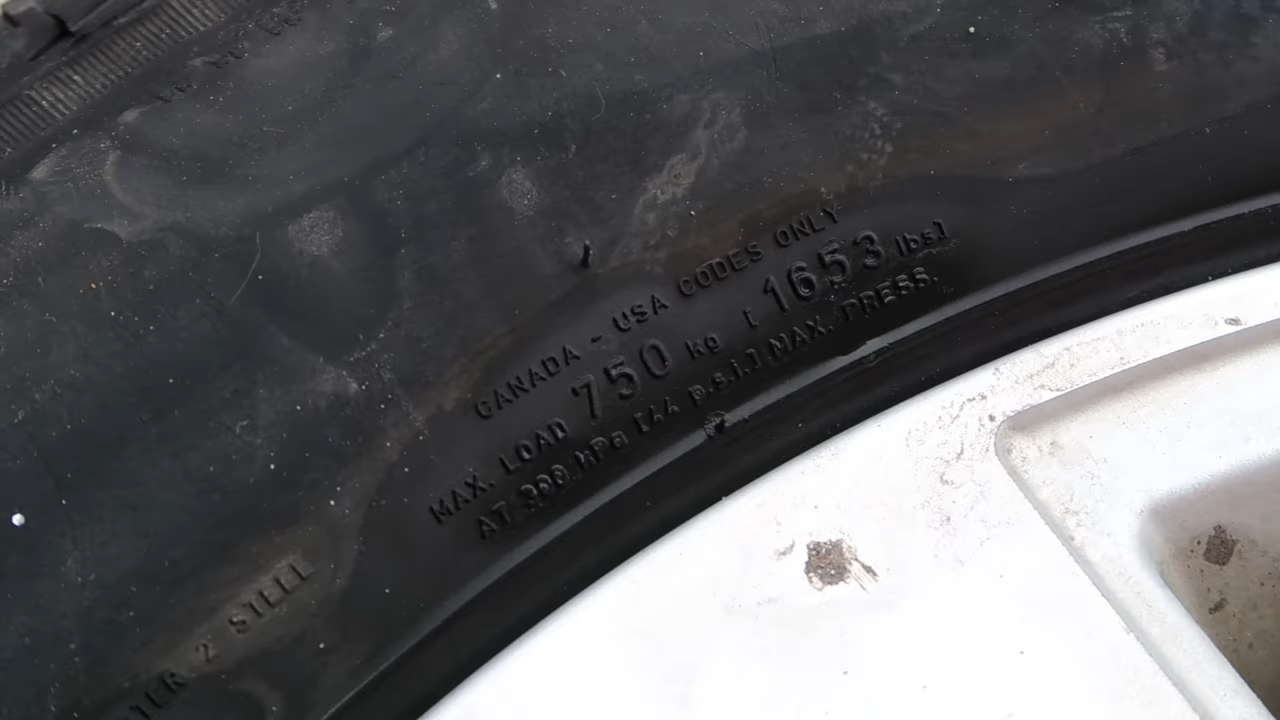 CANADA - USA CODES ONLY
MAX. LOAD 750 kg [ 1653 lbs.]
AT 300 kPa [44 p.s.i.] MAX. PRESS.
2 STEEL